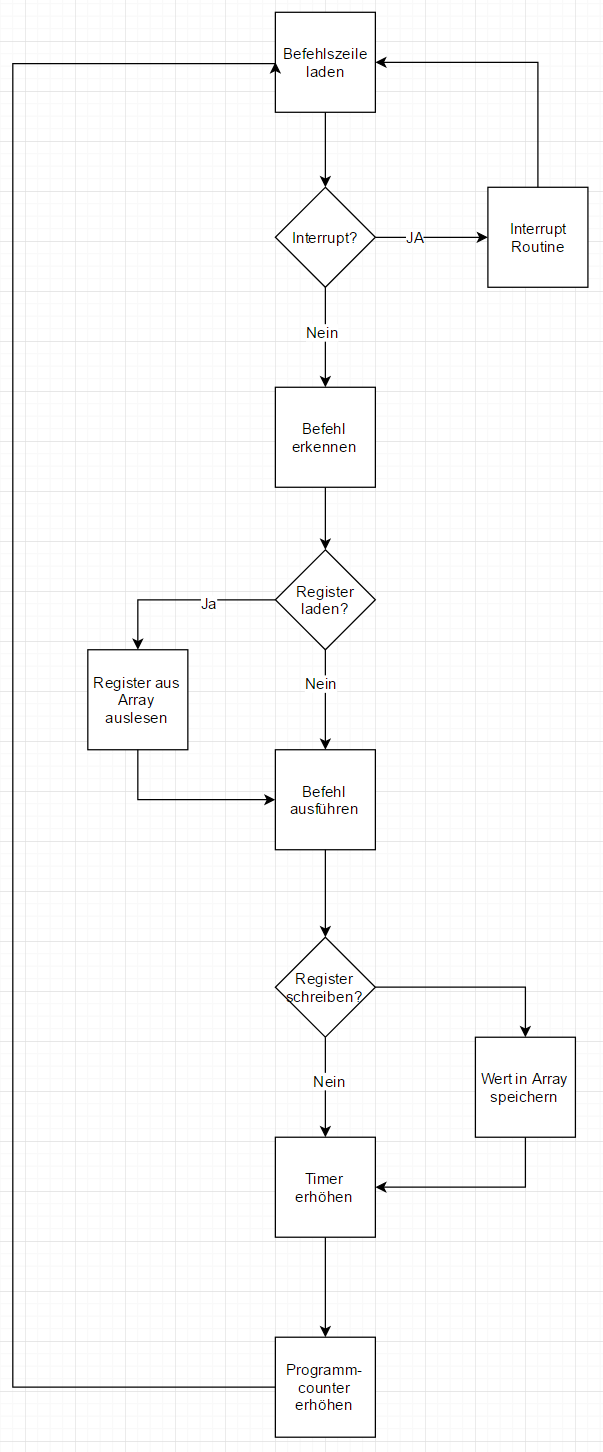 Befehlszeile
laden
Interrupt?
JA
Interrupt
Routine
Nein
Befehl
erkennen
Register
laden?
Ja
Register aus
Array
auslesen
Nein
Befehl
ausführen
Register
schreiben?
Wert in Array
speichern
Nein
Timer
erhöhen
Programm-
counter
erhöhen